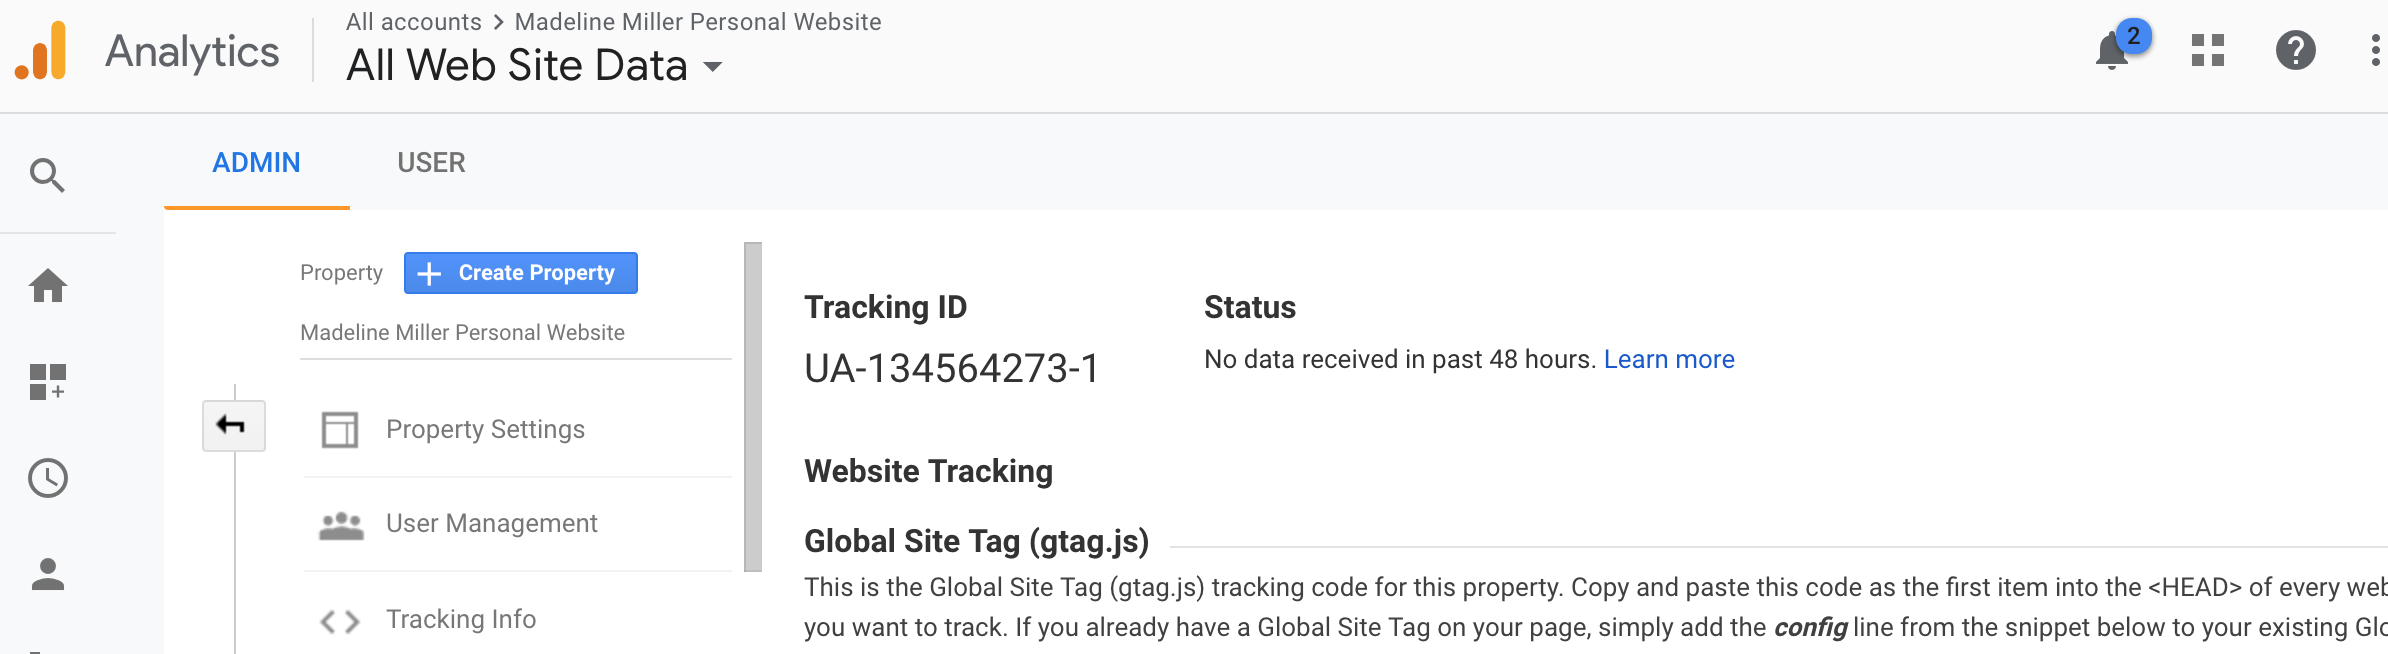 Analytics
All accounts > Madeline Miller Personal Website
All Web Site Data
2
?
ADMIN
USER
Property
+ Create Property
Madeline Miller Personal Website
Property Settings
User Management
Tracking Info
Tracking ID
UA-134564273-1
Status
No data received in past 48 hours. Learn more
Website Tracking
Global Site Tag (gtag.js)
This is the Global Site Tag (gtag.js) tracking code for this property. Copy and paste this code as the first item into the <HEAD> of every
you want to track. If you already have a Global Site Tag on your page, simply add the config line from the snippet below to your existing